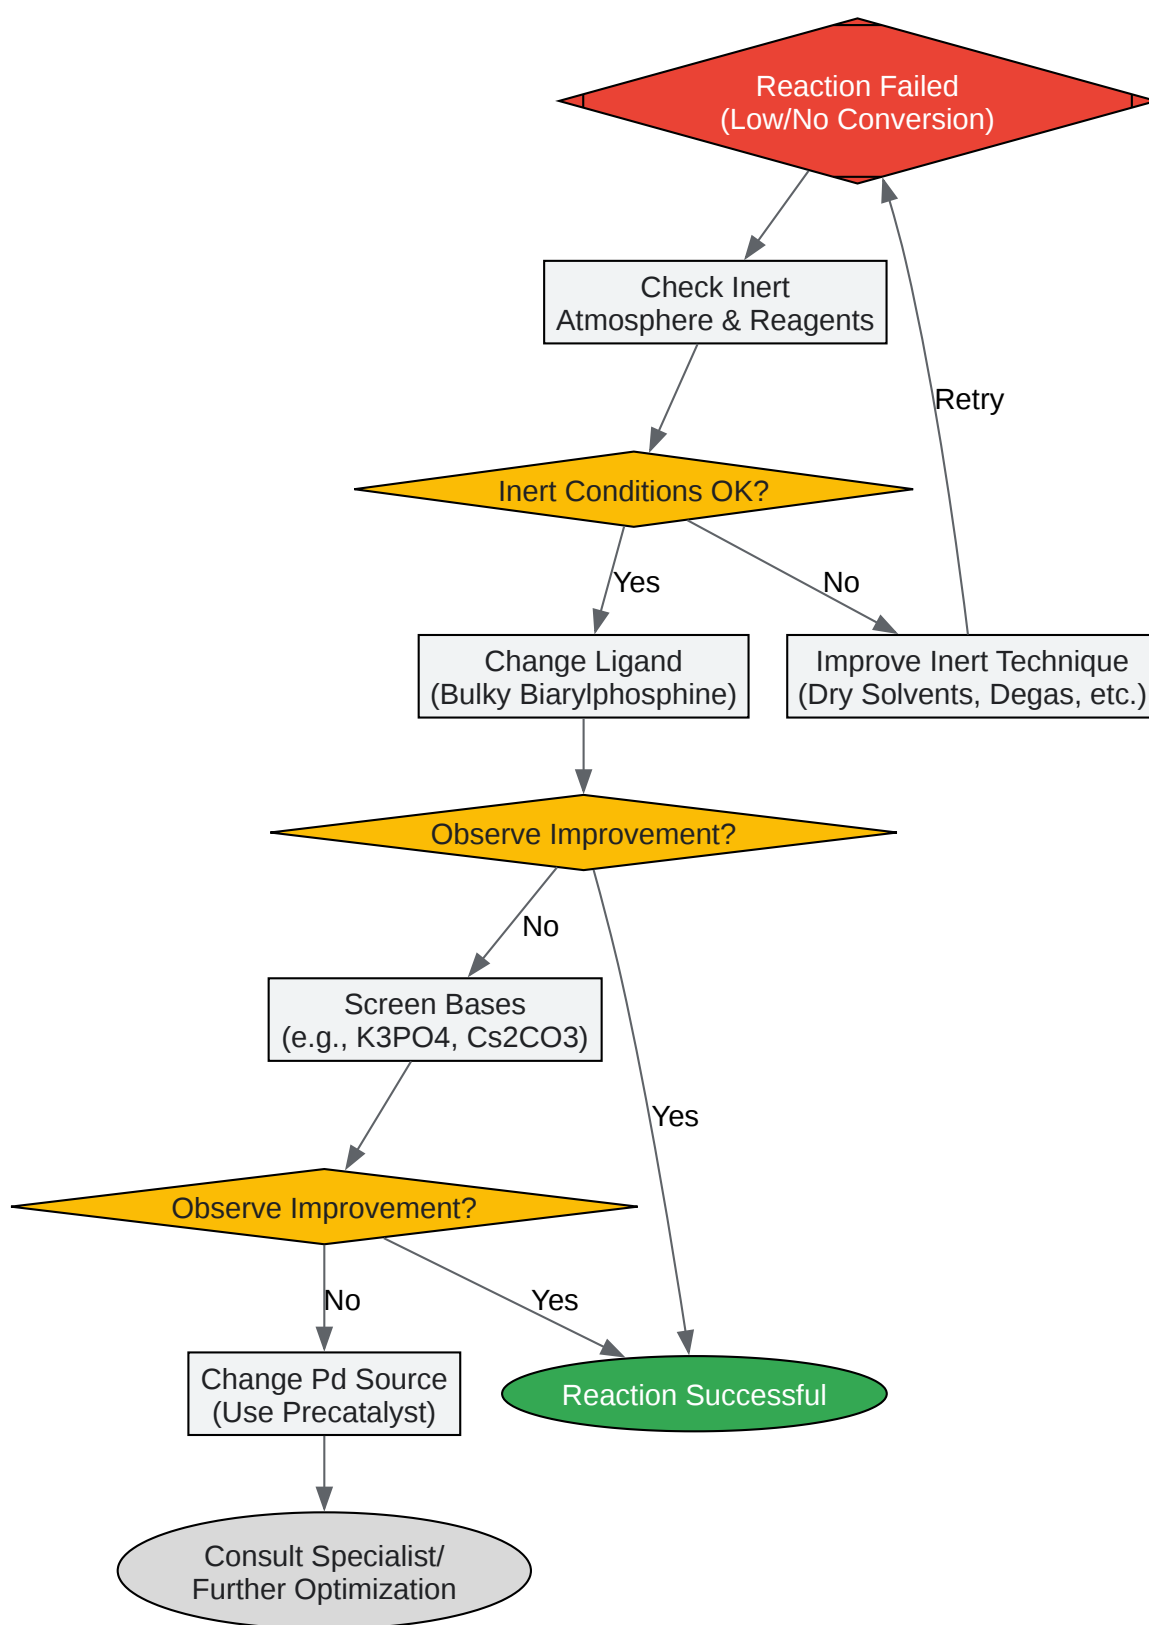 Reaction Failed
(Low/No Conversion)
Check Inert
Atmosphere & Reagents
Retry
Inert Conditions OK?
Yes
No
Change Ligand
(Bulky Biarylphosphine)
Improve Inert Technique
(Dry Solvents, Degas, etc.)
Observe Improvement?
No
Screen Bases
(e.g., K3PO4, Cs2CO3)
Yes
Observe Improvement?
No
Yes
Change Pd Source
(Use Precatalyst)
Reaction Successful
Consult Specialist/
Further Optimization